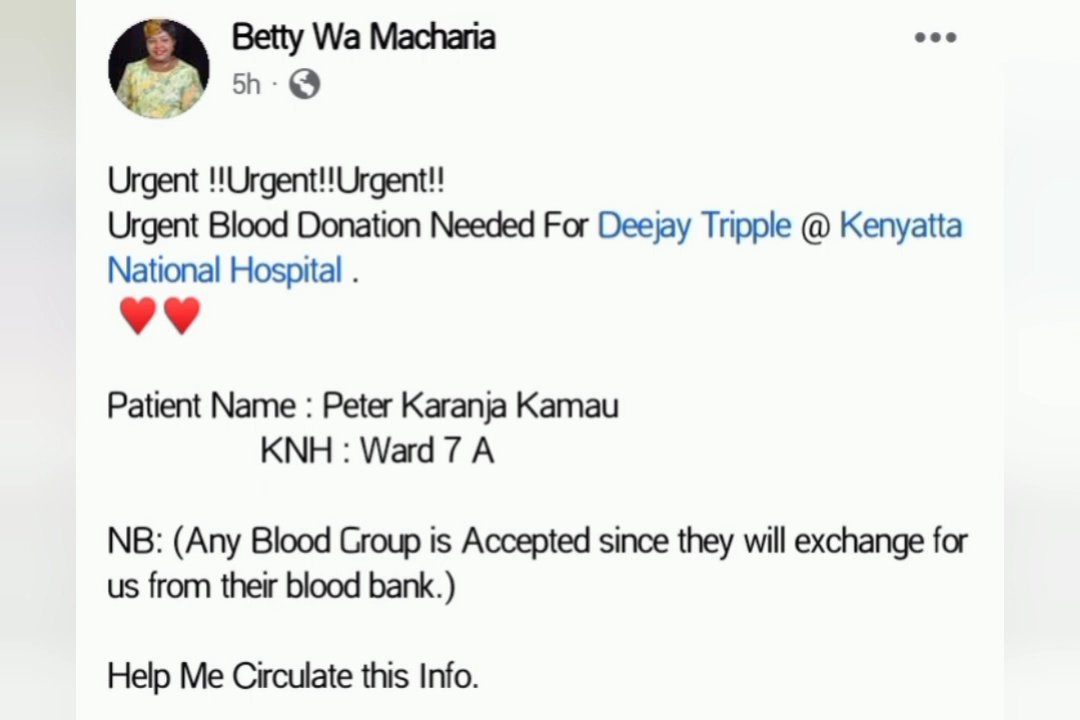 Betty Wa Macharia
5h ·
Urgent !!Urgent!!Urgent!!
Urgent Blood Donation Needed For Deejay Tripple @ Kenyatta
National Hospital .
♥️♥️
Patient Name : Peter Karanja Kamau
KNH : Ward 7 A
NB: (Any Blood Group is Accepted since they will exchange for
us from their blood bank.)
Help Me Circulate this Info.